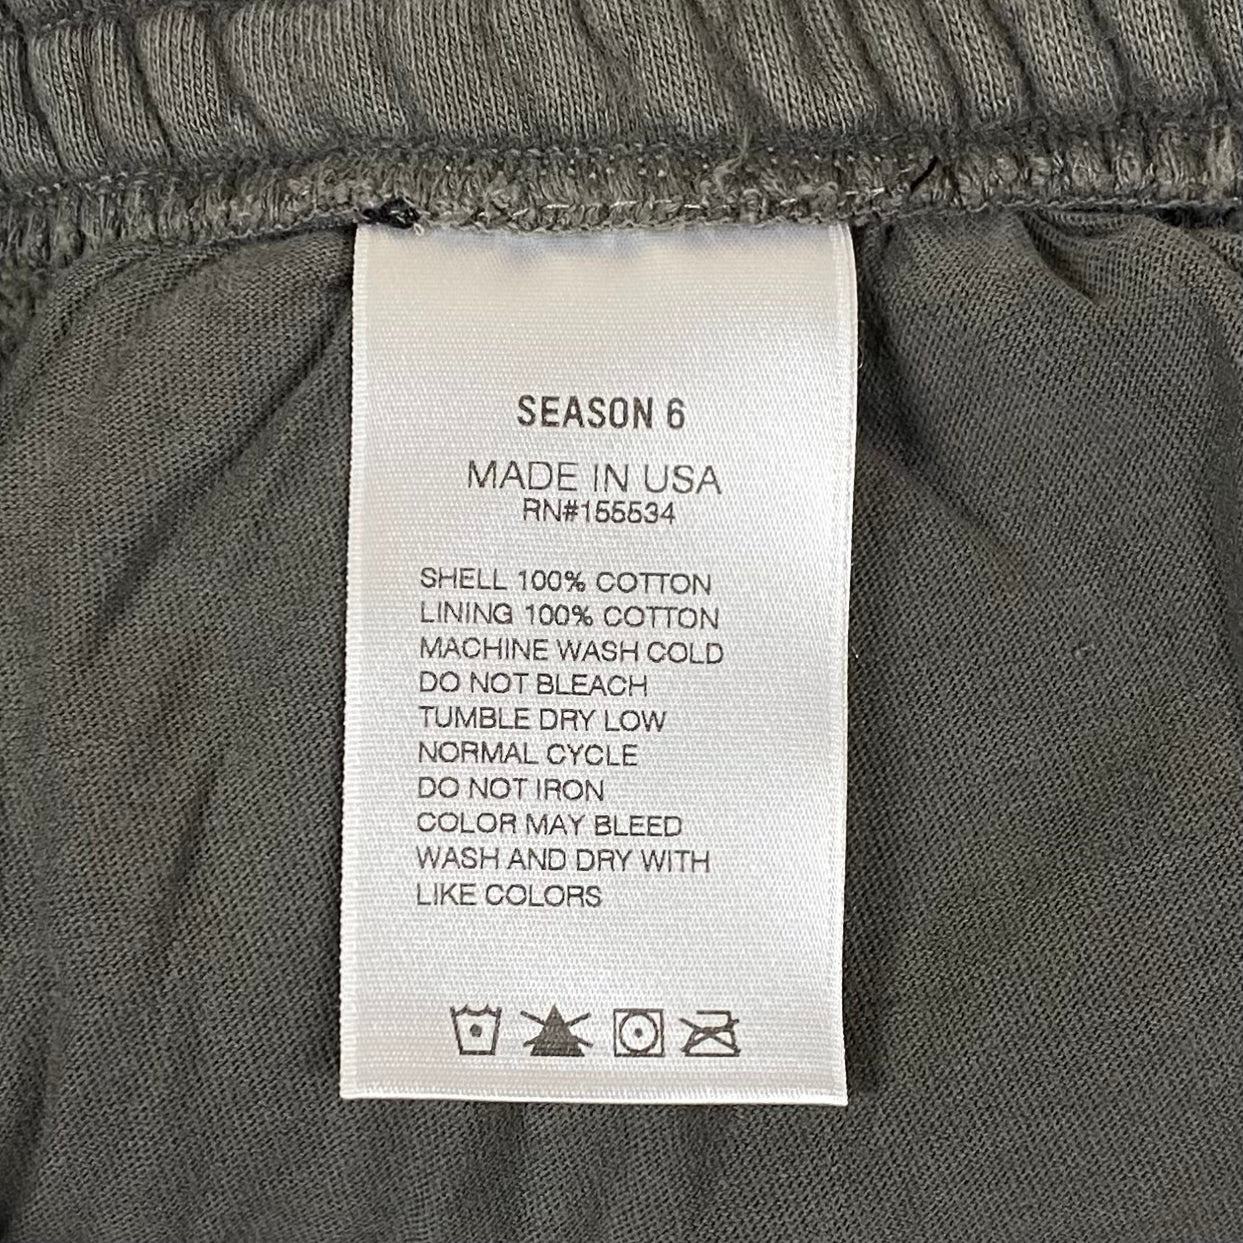 SEASON 6
MADE IN USA
RN#155534
SHELL 100% COTTON
LINING 100% COTTON
MACHINE WASH COLD
DO NOT BLEACH
TUMBLE DRY LOW
NORMAL CYCLE
DO NOT IRON
COLOR MAY BLEED
WASH AND DRY WITH
LIKE COLORS